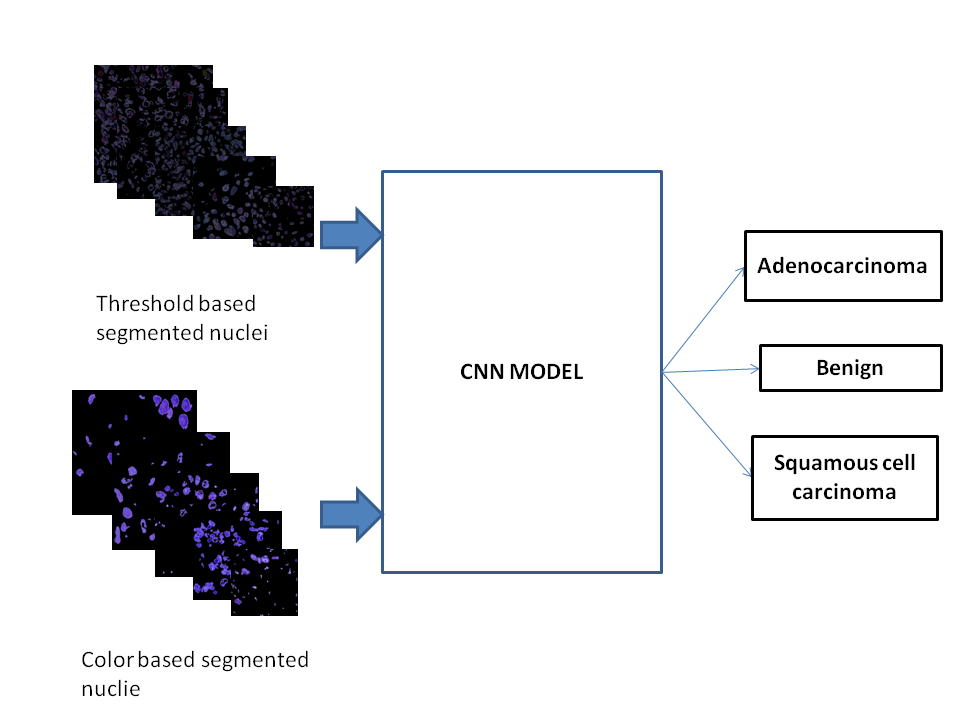 Threshold based
segmented nuclei
Color based segmented
nuclie
CNN MODEL
Adenocarcinoma
Benign
Squamous cell
carcinoma